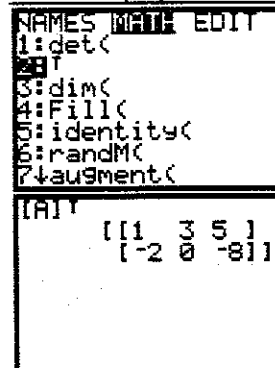 NAMES MATH EDIT
1:det(
2:ᵀ
3:dim(
4:Fill(
5:identity(
6:randM(
7↓augment(
[A]ᵀ
[[1 3 5 ]
[-2 0 -8]]